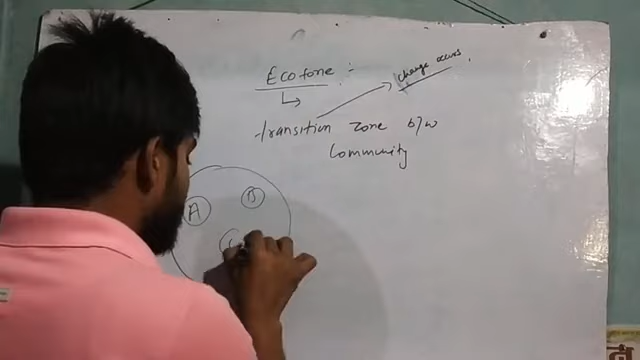 Ecotone :-
change occurs.
↳
transition zone b/w
Community
A
B
C